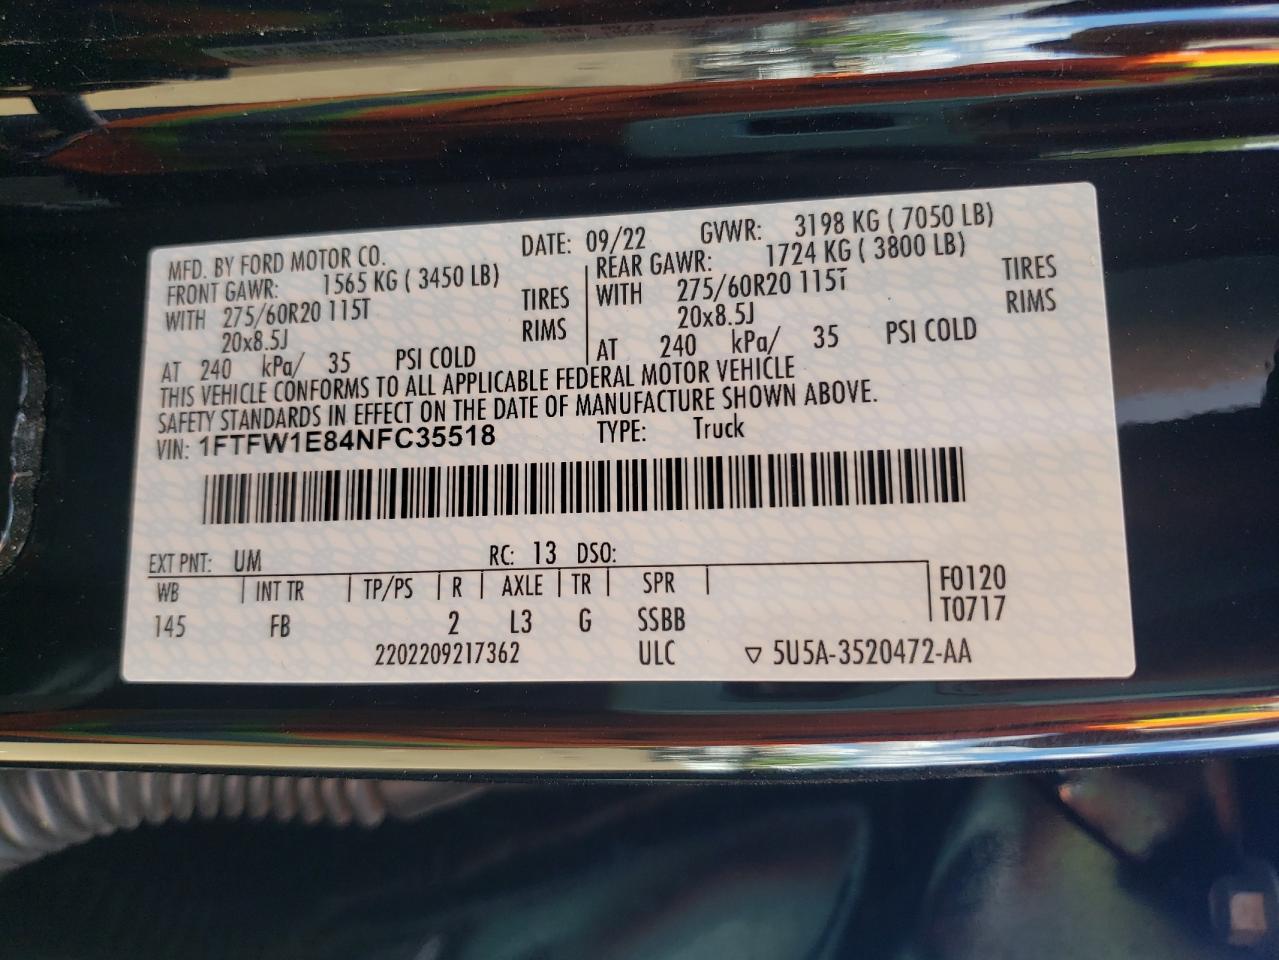 MFD. BY FORD MOTOR CO. DATE: 09/22 GVWR: 3198 KG ( 7050 LB)
FRONT GAWR: 1565 KG ( 3450 LB) REAR GAWR: 1724 KG ( 3800 LB)
WITH 275/60R20 115T TIRES WITH 275/60R20 115T TIRES
20x8.5J RIMS 20x8.5J RIMS
AT 240 kPa/ 35 PSI COLD AT 240 kPa/ 35 PSI COLD
THIS VEHICLE CONFORMS TO ALL APPLICABLE FEDERAL MOTOR VEHICLE
SAFETY STANDARDS IN EFFECT ON THE DATE OF MANUFACTURE SHOWN ABOVE.
VIN: 1FTFW1E84NFC35518 TYPE: Truck
EXT PNT: UM RC: 13 DSO:
WB INT TR TP/PS R AXLE TR SPR F0120
145 FB 2 L3 G SSBB T0717
2202209217362 ULC ▽ 5U5A-3520472-AA